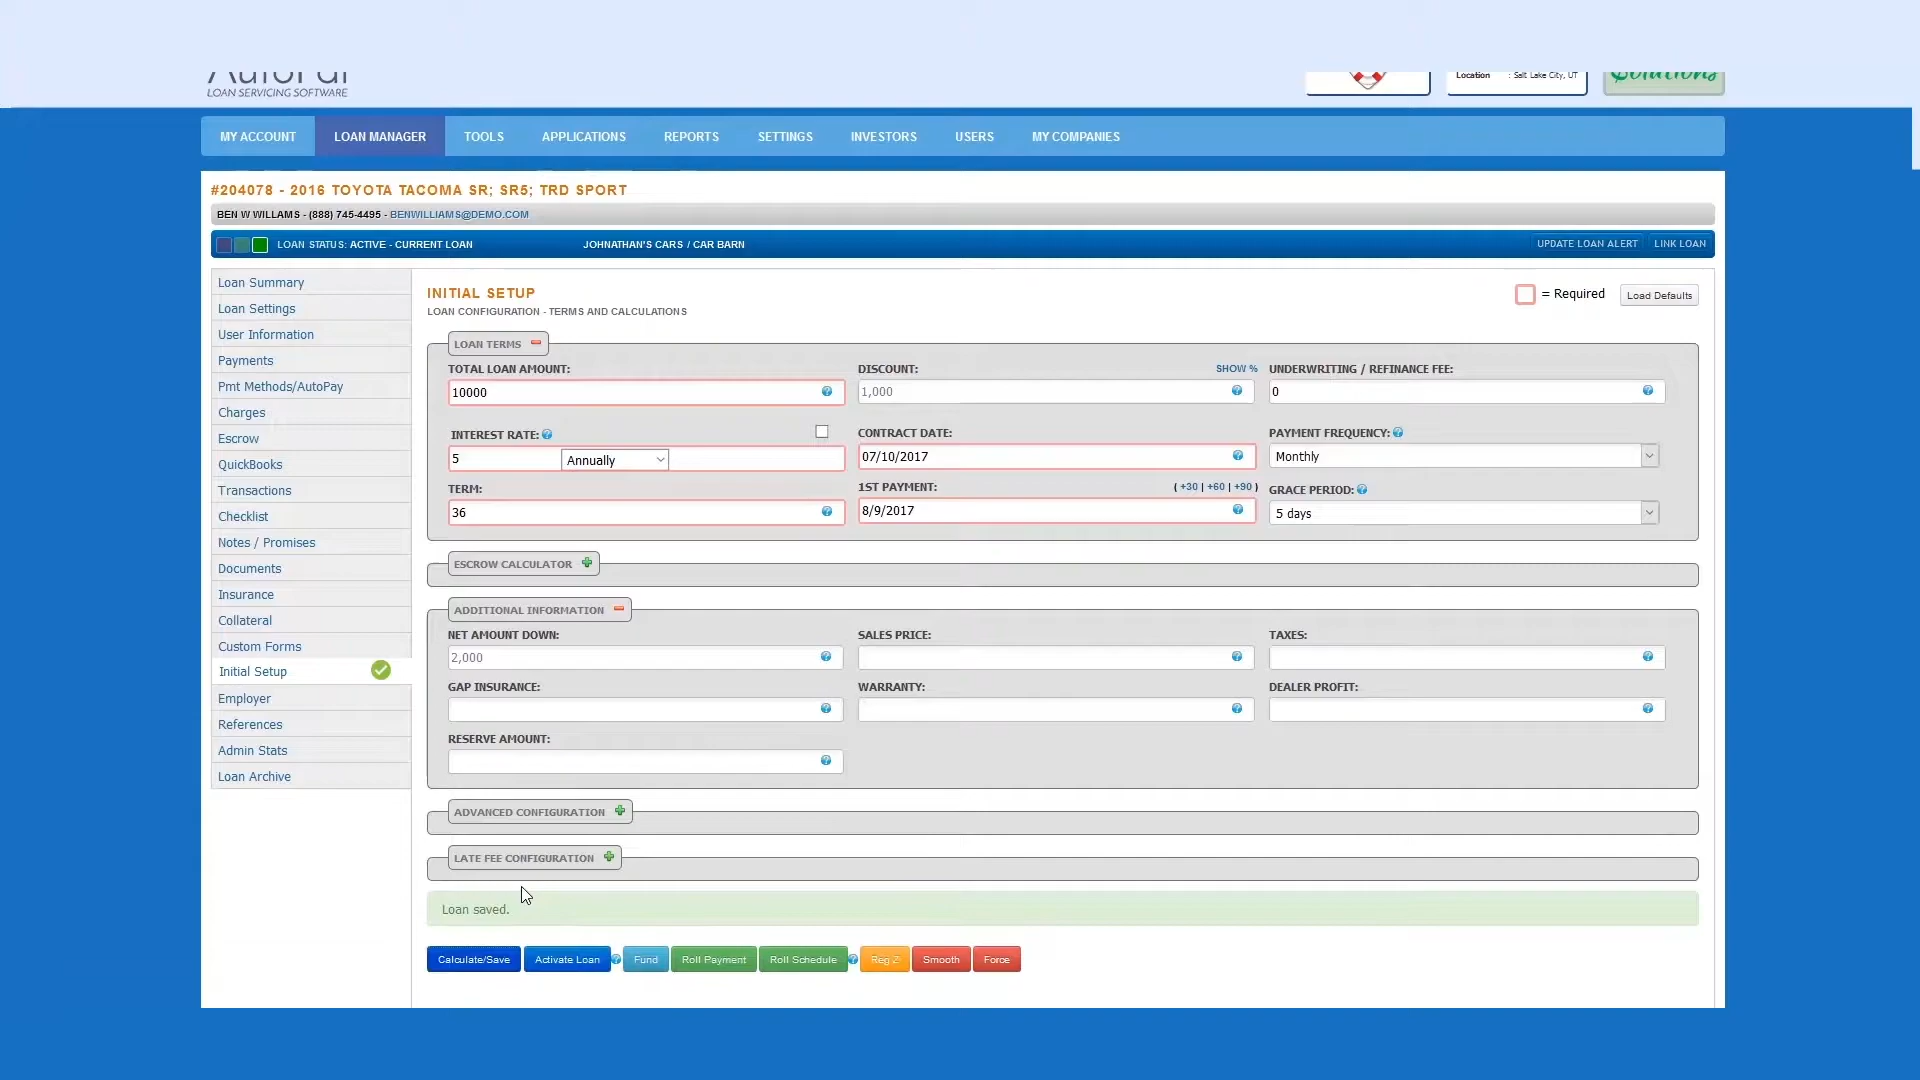 LOAN SERVICING SOFTWARE
Location : Salt Lake City, UT
Solutions
MY ACCOUNT LOAN MANAGER TOOLS APPLICATIONS REPORTS SETTINGS INVESTORS USERS MY COMPANIES
#204078 - 2016 TOYOTA TACOMA SR; SR5; TRD SPORT
BEN W WILLAMS - (888) 745-4495 - BENWILLIAMS@DEMO.COM
LOAN STATUS: ACTIVE - CURRENT LOAN JOHNATHAN'S CARS / CAR BARN UPDATE LOAN ALERT LINK LOAN
Loan Summary
Loan Settings
User Information
Payments
Pmt Methods/AutoPay
Charges
Escrow
QuickBooks
Transactions
Checklist
Notes / Promises
Documents
Insurance
Collateral
Custom Forms
Initial Setup
Employer
References
Admin Stats
Loan Archive
INITIAL SETUP
= Required Load Defaults
LOAN CONFIGURATION - TERMS AND CALCULATIONS
LOAN TERMS
TOTAL LOAN AMOUNT: DISCOUNT: SHOW % UNDERWRITING / REFINANCE FEE:
10000 1,000 0
INTEREST RATE: CONTRACT DATE: PAYMENT FREQUENCY:
5 Annually 07/10/2017 Monthly
TERM: 1ST PAYMENT: ( +30 | +60 | +90 ) GRACE PERIOD:
36 8/9/2017 5 days
ESCROW CALCULATOR
ADDITIONAL INFORMATION
NET AMOUNT DOWN: SALES PRICE: TAXES:
2,000
GAP INSURANCE: WARRANTY: DEALER PROFIT:
RESERVE AMOUNT:
ADVANCED CONFIGURATION
LATE FEE CONFIGURATION
Loan saved.
Calculate/Save Activate Loan Fund Roll Payment Roll Schedule Reg Z Smooth Force